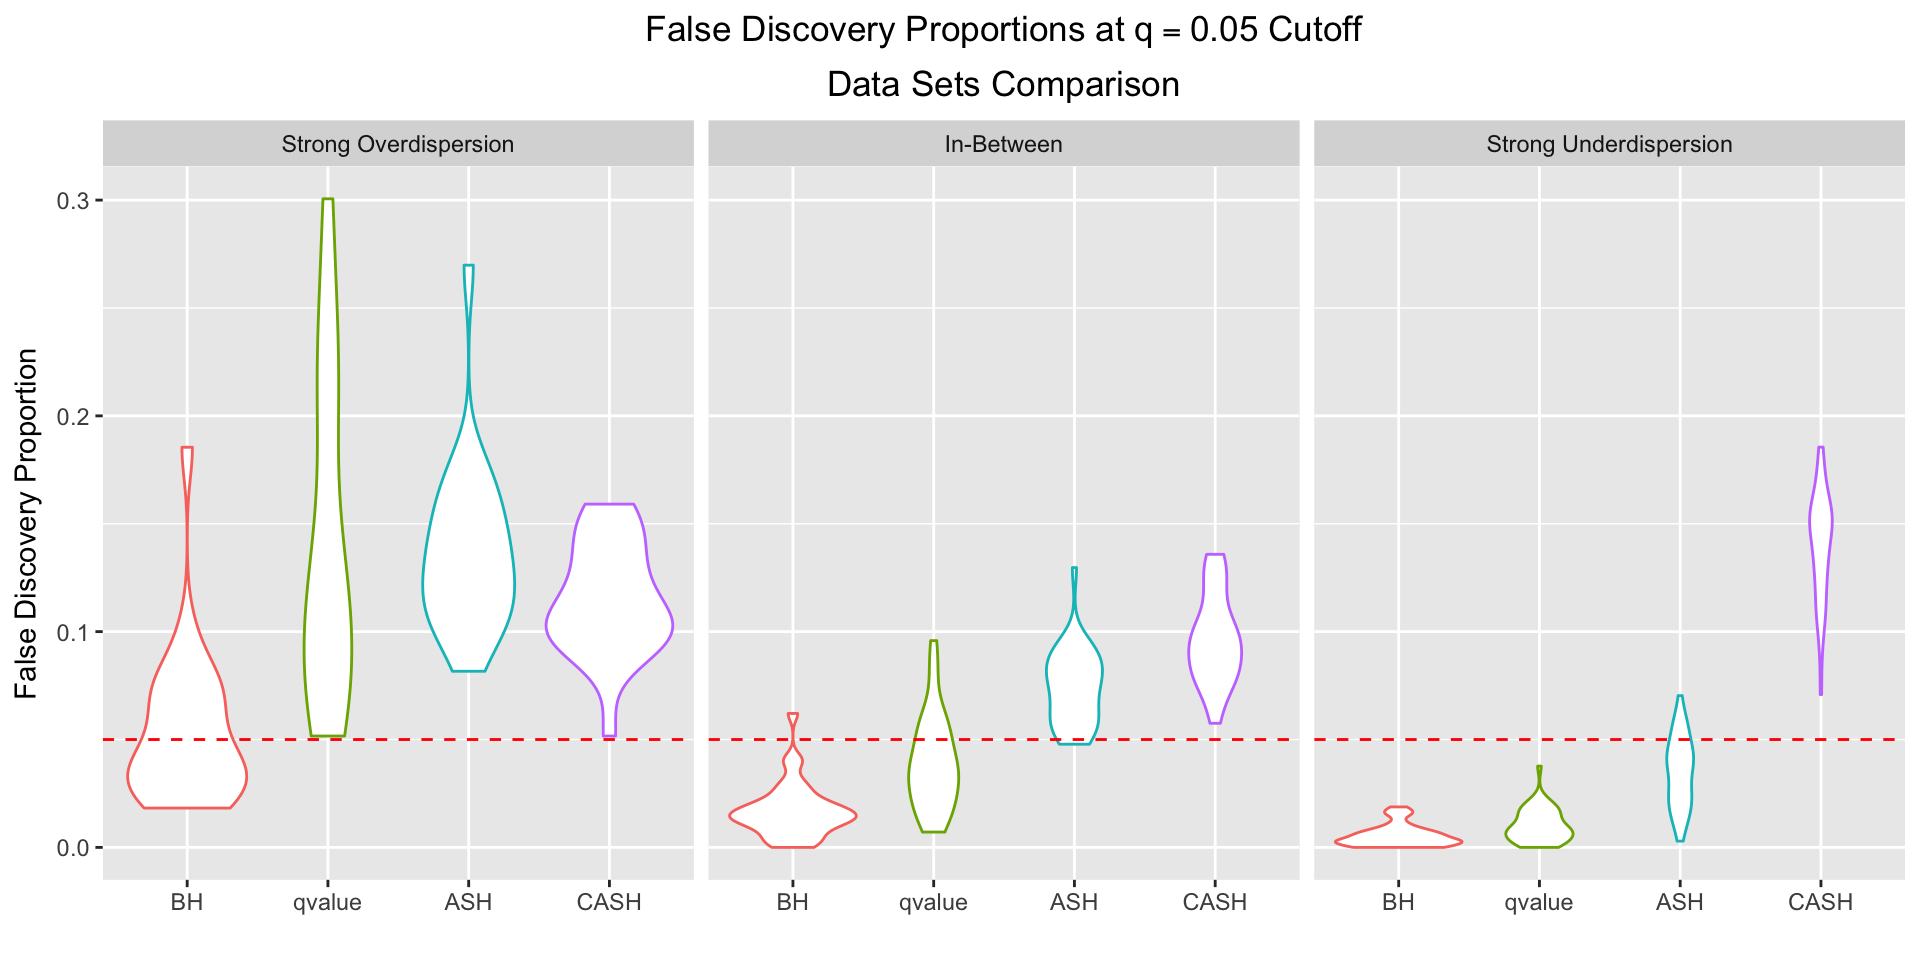 False Discovery Proportions at q = 0.05 Cutoff
Data Sets Comparison
Strong Overdispersion
In-Between
Strong Underdispersion
False Discovery Proportion
0.3
0.2
0.1
0.0
BH qvalue ASH CASH
BH qvalue ASH CASH
BH qvalue ASH CASH